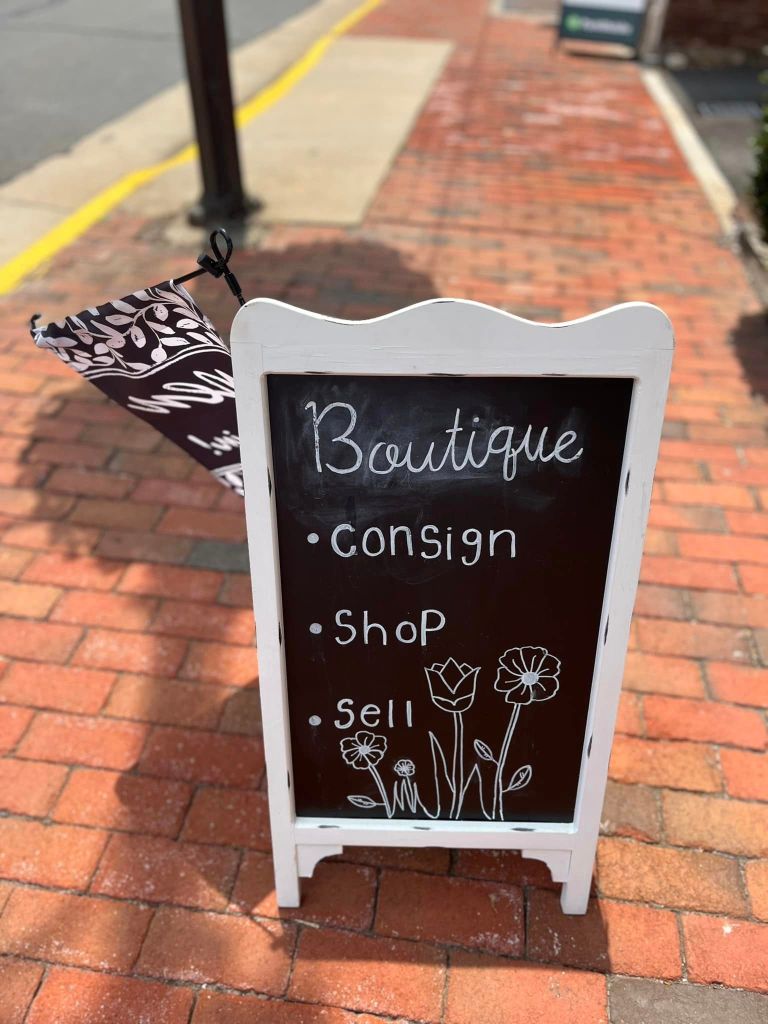 Boutique
• consign
• Shop
• Sell